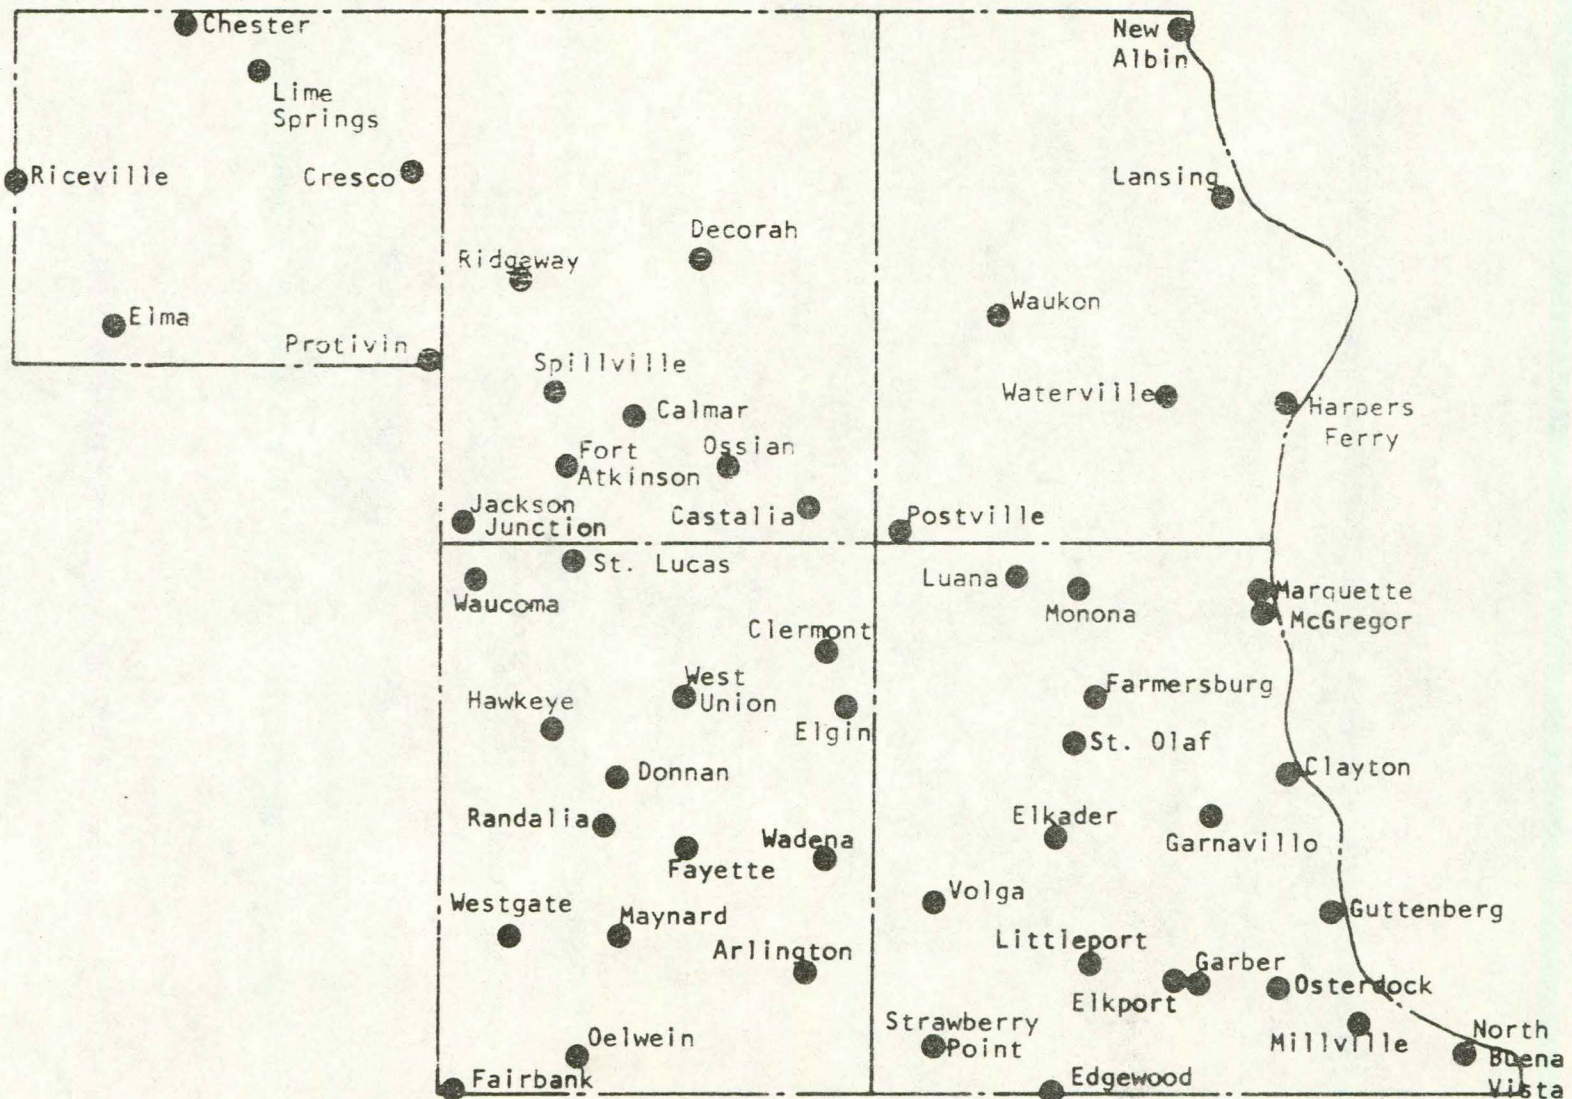 Chester
Lime
Springs
Riceville
Cresco
Elma
Protivin
Decorah
Ridgeway
Spillville
Calmar
Fort
Atkinson
Ossian
Jackson
Junction
Castalia
New
Albin
Lansing
Waukon
Waterville
Harpers
Ferry
Postville
St. Lucas
Waucoma
Clermont
West
Union
Hawkeye
Elgin
Donnan
Randalia
Fayette
Wadena
Westgate
Maynard
Arlington
Oelwein
Fairbank
Luana
Monona
Marquette
McGregor
Farmersburg
St. Olaf
Clayton
Elkader
Garnavillo
Volga
Guttenberg
Littleport
Garber
Elkport
Osterdock
Strawberry
Point
Millville
North
Buena
Vista
Edgewood